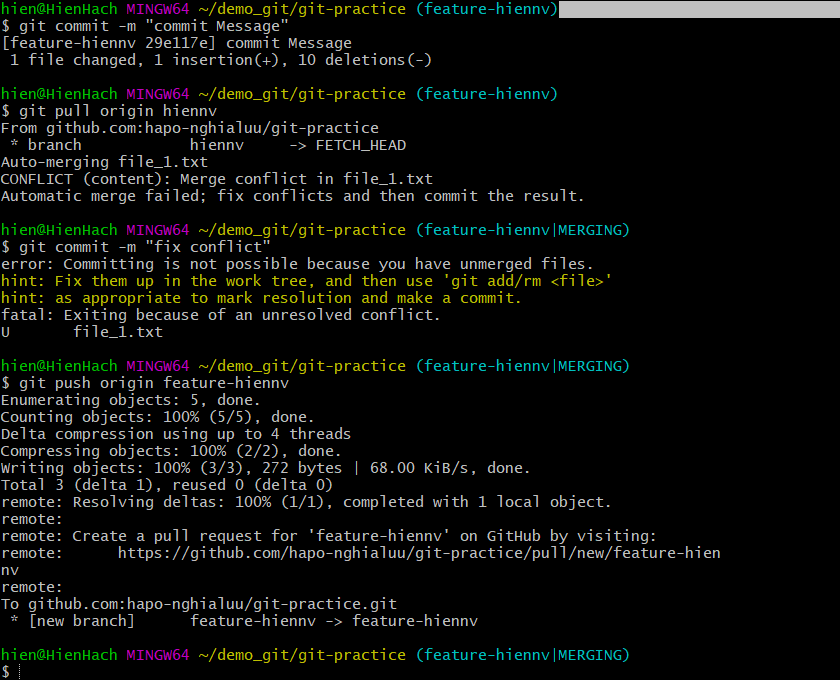 hien@HienHach MINGW64 ~/demo_git/git-practice (feature-hiennv)
$ git commit -m "commit Message"
[feature-hiennv 29e117e] commit Message
 1 file changed, 1 insertion(+), 10 deletions(-)
hien@HienHach MINGW64 ~/demo_git/git-practice (feature-hiennv)
$ git pull origin hiennv
From github.com:hapo-nghialuu/git-practice
 * branch            hiennv     -> FETCH_HEAD
Auto-merging file_1.txt
CONFLICT (content): Merge conflict in file_1.txt
Automatic merge failed; fix conflicts and then commit the result.
hien@HienHach MINGW64 ~/demo_git/git-practice (feature-hiennv|MERGING)
$ git commit -m "fix conflict"
error: Committing is not possible because you have unmerged files.
hint: Fix them up in the work tree, and then use 'git add/rm <file>'
hint: as appropriate to mark resolution and make a commit.
fatal: Exiting because of an unresolved conflict.
U       file_1.txt
hien@HienHach MINGW64 ~/demo_git/git-practice (feature-hiennv|MERGING)
$ git push origin feature-hiennv
Enumerating objects: 5, done.
Counting objects: 100% (5/5), done.
Delta compression using up to 4 threads
Compressing objects: 100% (2/2), done.
Writing objects: 100% (3/3), 272 bytes | 68.00 KiB/s, done.
Total 3 (delta 1), reused 0 (delta 0)
remote: Resolving deltas: 100% (1/1), completed with 1 local object.
remote:
remote: Create a pull request for 'feature-hiennv' on GitHub by visiting:
remote:      https://github.com/hapo-nghialuu/git-practice/pull/new/feature-hien
nv
remote:
To github.com:hapo-nghialuu/git-practice.git
 * [new branch]      feature-hiennv -> feature-hiennv
hien@HienHach MINGW64 ~/demo_git/git-practice (feature-hiennv|MERGING)
$